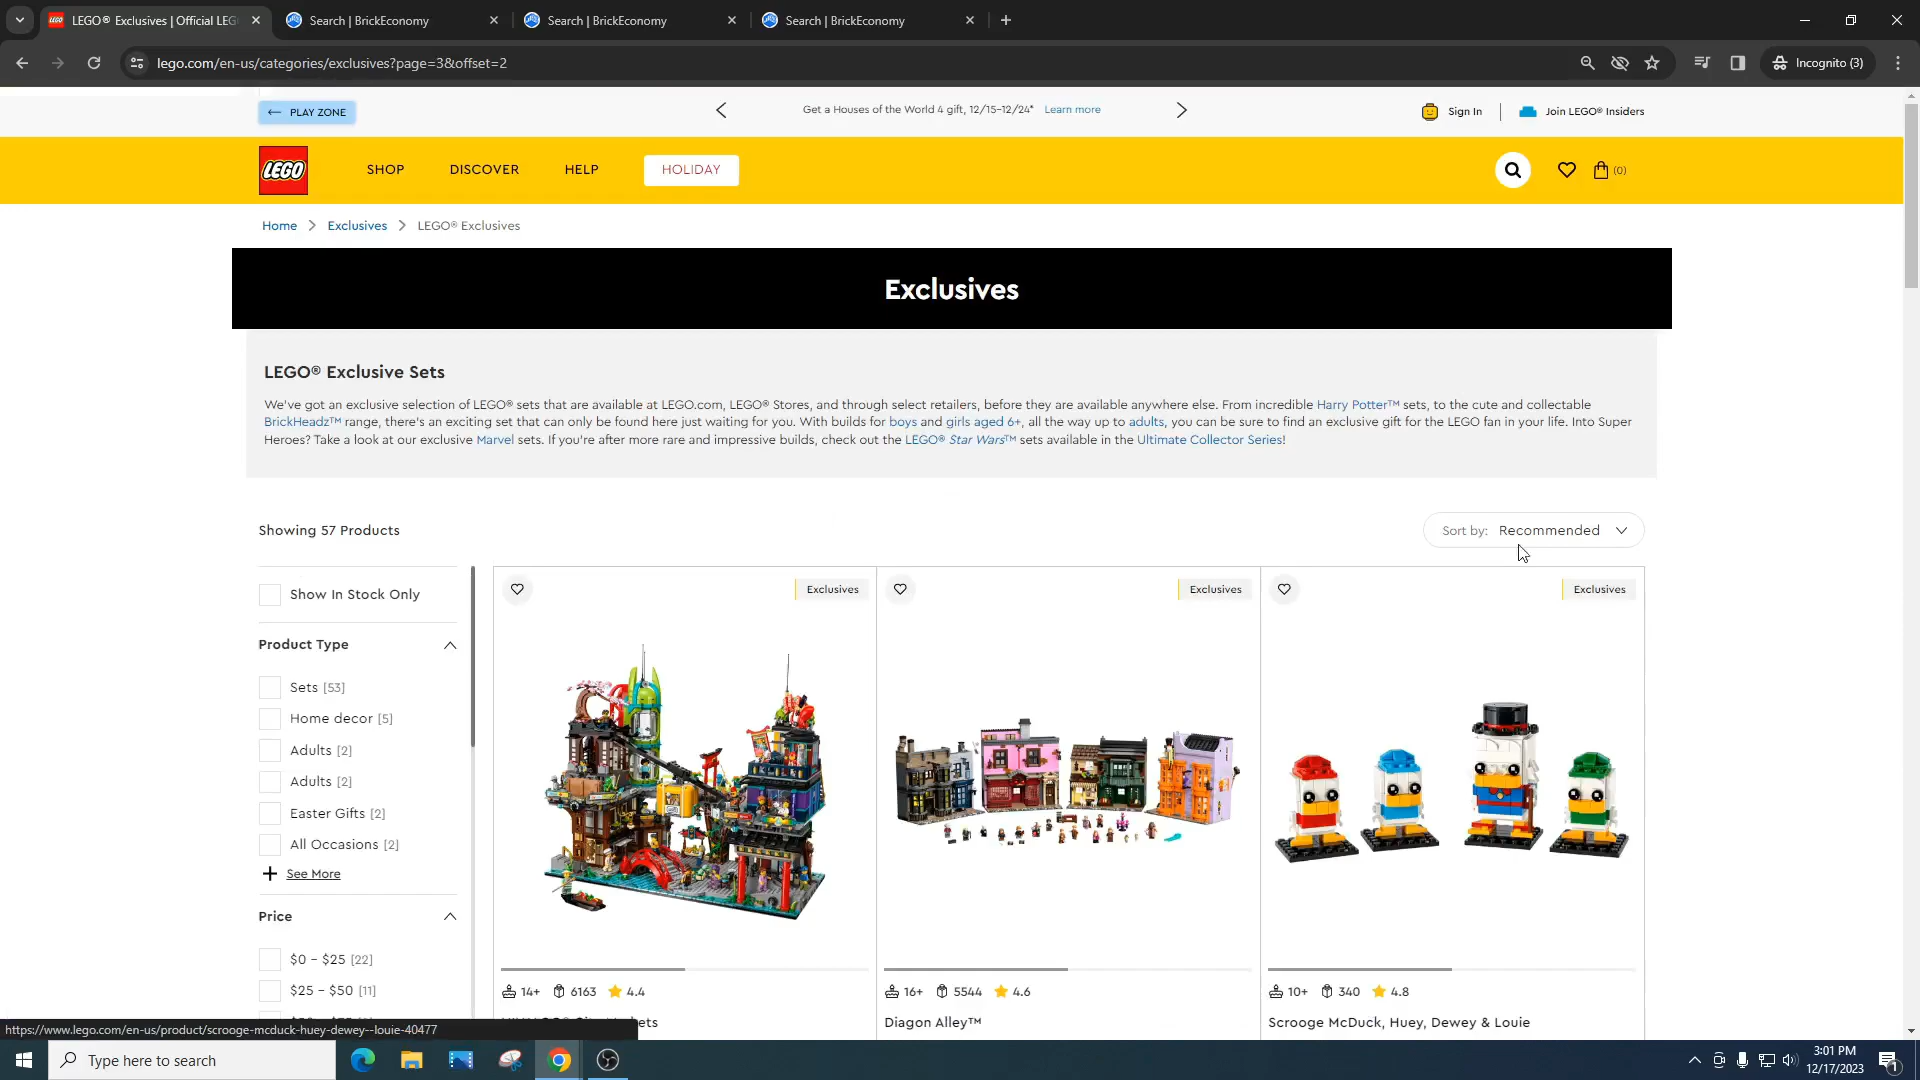 LEGO® Exclusives | Official LEG
Search | BrickEconomy
Search | BrickEconomy
Search | BrickEconomy
lego.com/en-us/categories/exclusives?page=3&offset=2
Incognito (3)
PLAY ZONE
Get a Houses of the World 4 gift, 12/15-12/24* Learn more
Sign In
Join LEGO® Insiders
LEGO
SHOP
DISCOVER
HELP
HOLIDAY
(0)
Home
Exclusives
LEGO® Exclusives
Exclusives
LEGO® Exclusive Sets
We've got an exclusive selection of LEGO® sets that are available at LEGO.com, LEGO® Stores, and through select retailers, before they are available anywhere else. From incredible Harry Potter™ sets, to the cute and collectable
BrickHeadz™ range, there's an exciting set that can only be found here just waiting for you. With builds for boys and girls aged 6+, all the way up to adults, you can be sure to find an exclusive gift for the LEGO fan in your life. Into Super
Heroes? Take a look at our exclusive Marvel sets. If you're after more rare and impressive builds, check out the LEGO® Star Wars™ sets available in the Ultimate Collector Series!
Showing 57 Products
Sort by: Recommended
Show In Stock Only
Product Type
Sets [53]
Home decor [5]
Adults [2]
Adults [2]
Easter Gifts [2]
All Occasions [2]
See More
Price
$0 - $25 [22]
$25 - $50 [11]
Exclusives
14+ 6163 4.4
Exclusives
16+ 5544 4.6
Diagon Alley™
Exclusives
10+ 340 4.8
Scrooge McDuck, Huey, Dewey & Louie
https://www.lego.com/en-us/product/scrooge-mcduck-huey-dewey--louie-40477
Type here to search
3:01 PM
12/17/2023
1